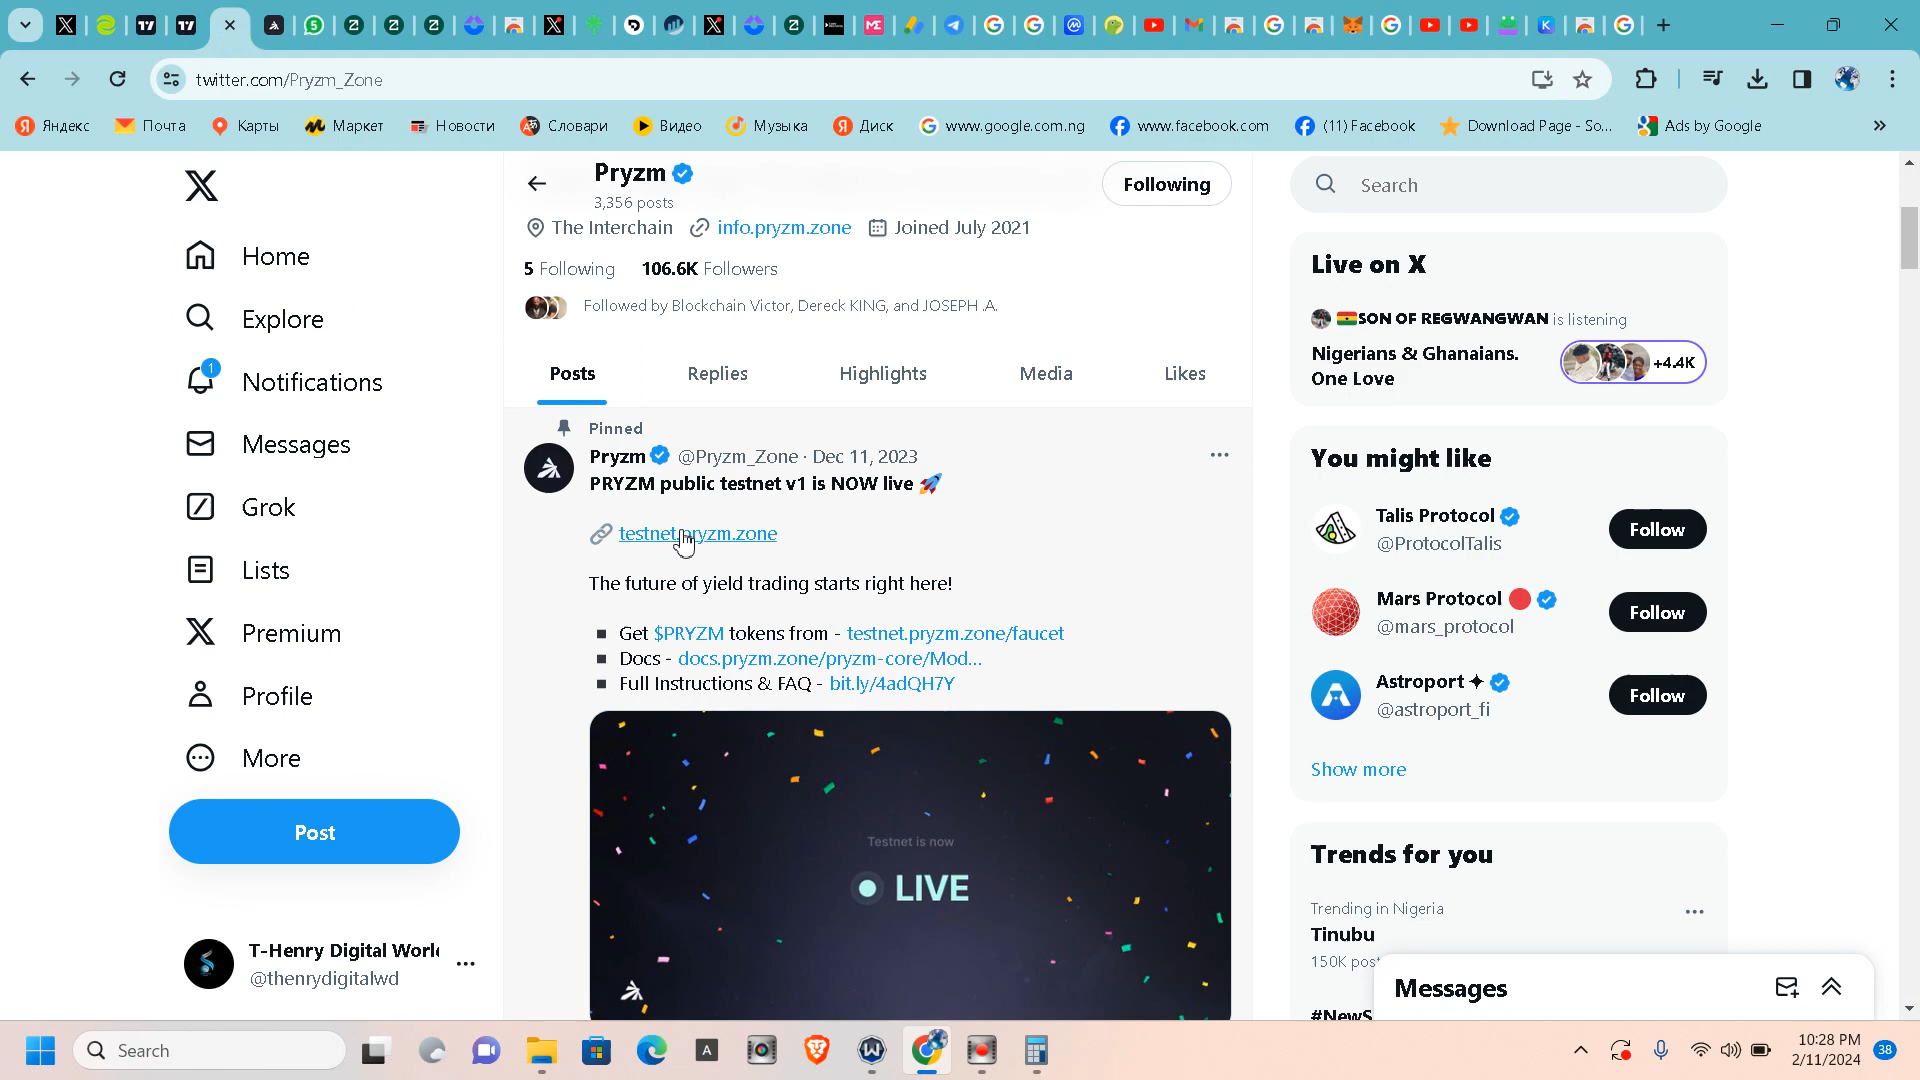 twitter.com/Pryzm_Zone
Яндекс
Почта
Карты
Маркет
Новости
Словари
Видео
Музыка
Диск
www.google.com.ng
www.facebook.com
(11) Facebook
Download Page - So...
Ads by Google
Home
Explore
1
Notifications
Messages
Grok
Lists
Premium
Profile
More
Post
T-Henry Digital Worl
@thenrydigitalwd
Pryzm
3,356 posts
Following
The Interchain
info.pryzm.zone
Joined July 2021
5 Following
106.6K Followers
Followed by Blockchain Victor, Dereck KING, and JOSEPH .A.
Posts
Replies
Highlights
Media
Likes
Pinned
Pryzm @Pryzm_Zone · Dec 11, 2023
PRYZM public testnet v1 is NOW live
testnet.pryzm.zone
The future of yield trading starts right here!
Get $PRYZM tokens from - testnet.pryzm.zone/faucet
Docs - docs.pryzm.zone/pryzm-core/Mod...
Full Instructions & FAQ - bit.ly/4adQH7Y
Testnet is now
LIVE
Search
Live on X
SON OF REGWANGWAN is listening
Nigerians & Ghanaians.
One Love
+4.4K
You might like
Talis Protocol
@ProtocolTalis
Follow
Mars Protocol
@mars_protocol
Follow
Astroport
@astroport_fi
Follow
Show more
Trends for you
Trending in Nigeria
Tinubu
150K
#NewS
Messages
Search
10:28 PM
2/11/2024
38